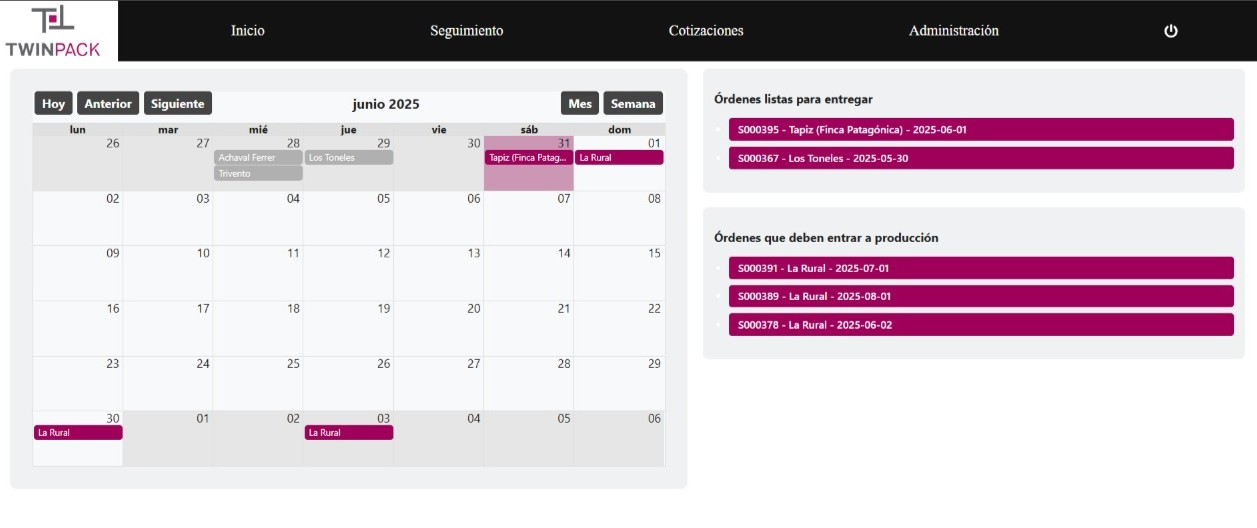 TWINPACK
Inicio Seguimiento Cotizaciones Administración
Hoy Anterior Siguiente junio 2025 Mes Semana
lun mar mié jue vie sáb dom
26 27 28 29 30 31 01
Achaval Ferrer Los Toneles Tapiz (Finca Patag... La Rural
Trivento
02 03 04 05 06 07 08
09 10 11 12 13 14 15
16 17 18 19 20 21 22
23 24 25 26 27 28 29
30 01 02 03 04 05 06
La Rural La Rural
Órdenes listas para entregar
S000395 - Tapiz (Finca Patagónica) - 2025-06-01
S000367 - Los Toneles - 2025-05-30
Órdenes que deben entrar a producción
S000391 - La Rural - 2025-07-01
S000389 - La Rural - 2025-08-01
S000378 - La Rural - 2025-06-02